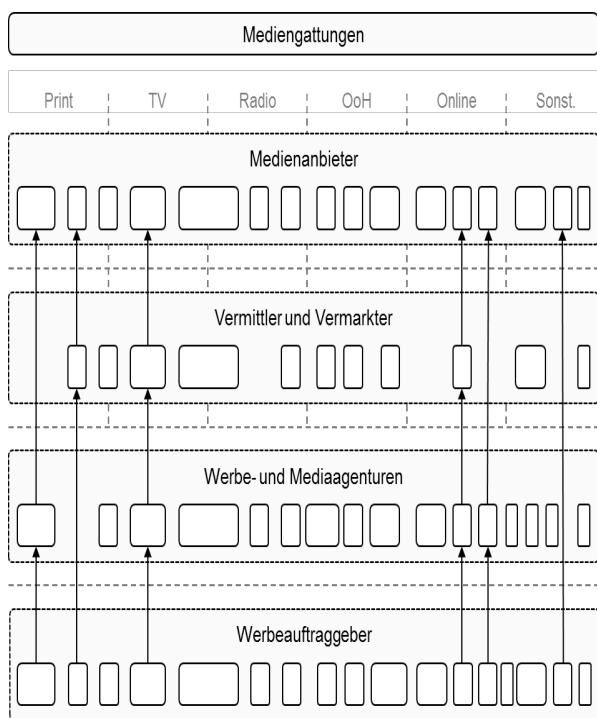 Mediengattungen
Print TV Radio OoH Online Sonst.
Medienanbieter
Vermittler und Vermarkter
Werbe- und Mediaagenturen
Werbeauftraggeber